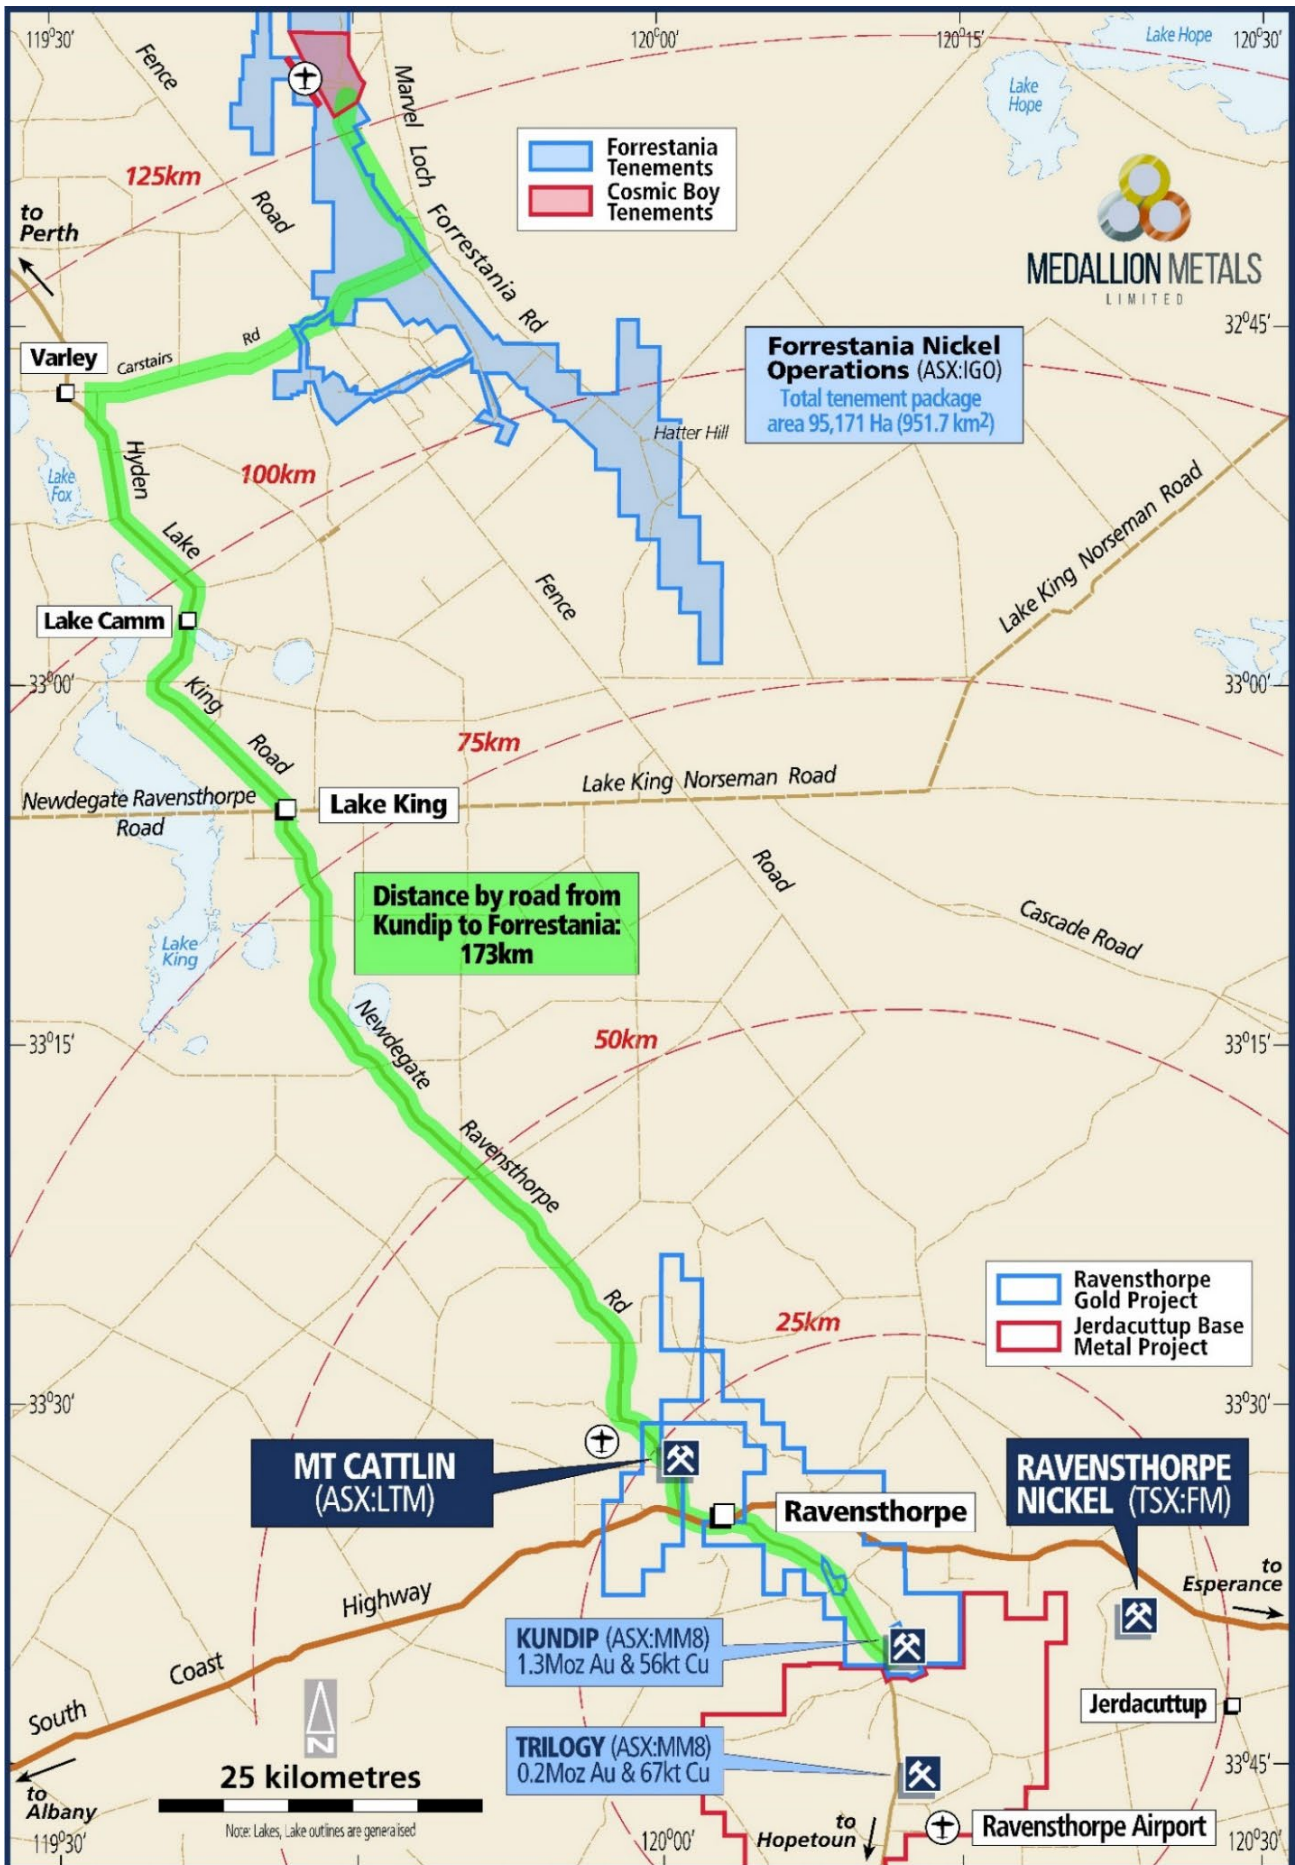 119°30'
120°00'
120°15'
120°30'
Lake Hope
Lake
Hope
Fence
Road
Marvel
Loch
Forrestania
Rd
Forrestania
Tenements
Cosmic Boy
Tenements
125km
to
Perth
MEDALLION METALS
LIMITED
32°45'
Varley
Carstairs
Rd
Forrestania Nickel
Operations (ASX:IGO)
Total tenement package
area 95,171 Ha (951.7 km²)
Hatter Hill
Hyden
Lake
Fox
100km
Lake
Lake King Norseman Road
Fence
Lake Camm
33°00'
33°00'
King
Road
75km
Newdegate Ravensthorpe
Road
Lake King
Lake King Norseman Road
Road
Distance by road from
Kundip to Forrestania:
173km
Cascade Road
Lake
King
Newdegate
50km
33°15'
33°15'
Ravensthorpe
Rd
25km
Ravensthorpe
Gold Project
Jerdacuttup Base
Metal Project
33°30'
33°30'
MT CATTLIN
(ASX:LTM)
RAVENSTHORPE
NICKEL (TSX:FM)
Ravensthorpe
to
Esperance
South
Coast
Highway
KUNDIP (ASX:MM8)
1.3Moz Au & 56kt Cu
Jerdacuttup
TRILOGY (ASX:MM8)
0.2Moz Au & 67kt Cu
33°45'
N
25 kilometres
Note: Lakes, Lake outlines are generalised
to
Albany
to
Hopetoun
Ravensthorpe Airport
119°30'
120°00'
120°30'